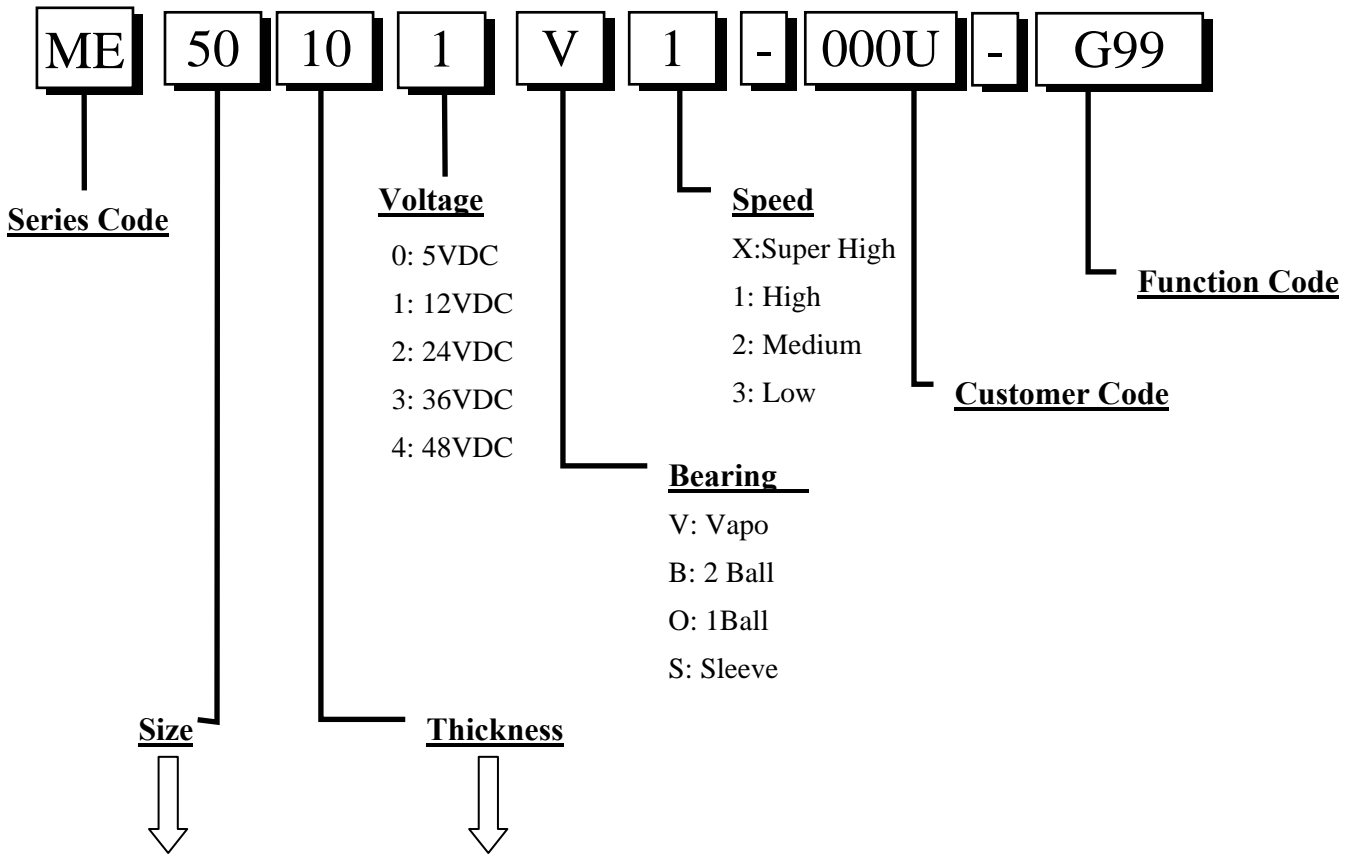 ME 50 10 1 V 1 - 000U - G99
Series Code
Voltage
0: 5VDC
1: 12VDC
2: 24VDC
3: 36VDC
4: 48VDC
Speed
X:Super High
1: High
2: Medium
3: Low
Function Code
Customer Code
Bearing
V: Vapo
B: 2 Ball
O: 1Ball
S: Sleeve
Size
Thickness